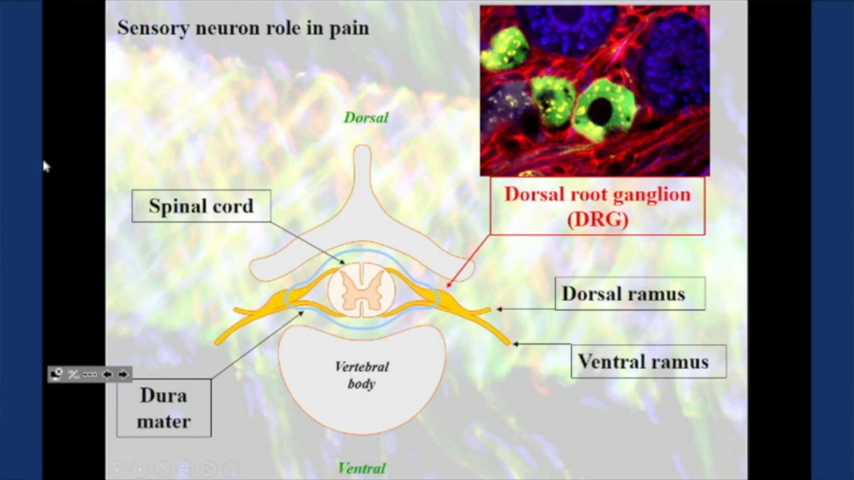 Sensory neuron role in pain
Dorsal
Spinal cord
Dorsal root ganglion
(DRG)
Dorsal ramus
Ventral ramus
Vertebral
body
Dura
mater
Ventral